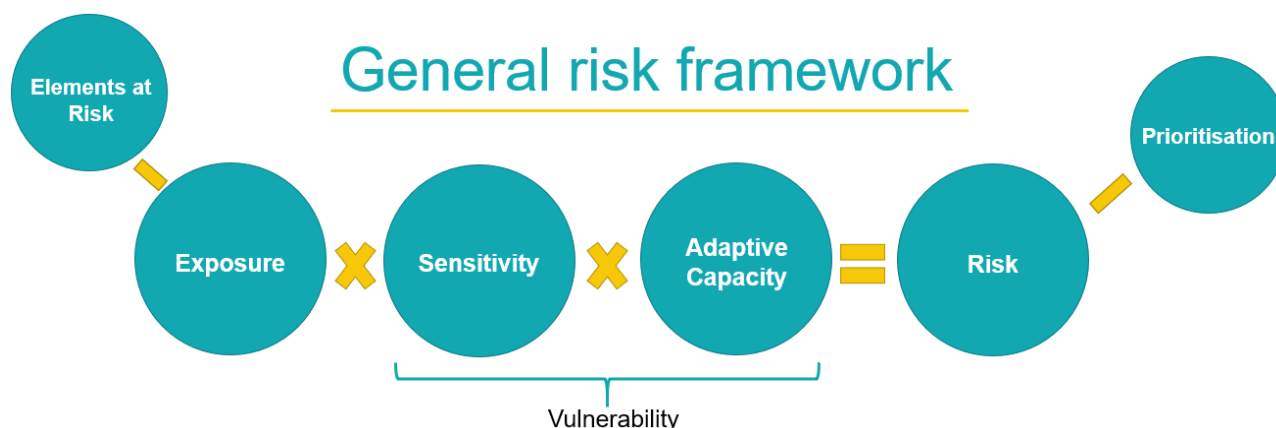 General risk framework
Elements at
Risk
Exposure
Sensitivity
Adaptive
Capacity
Risk
Prioritisation
Vulnerability